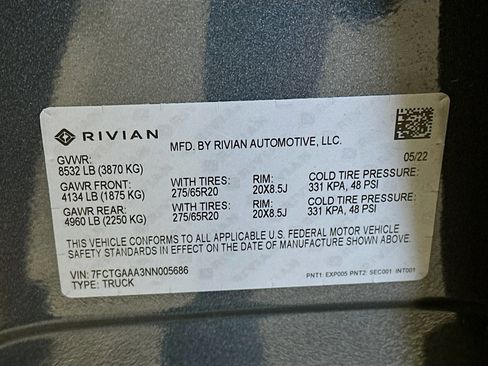 RIVIAN
MFD. BY RIVIAN AUTOMOTIVE, LLC.
GVWR:
8532 LB (3870 KG)
05/22
GAWR FRONT:
4134 LB (1875 KG)
WITH TIRES:
275/65R20
RIM:
20X8.5J
COLD TIRE PRESSURE:
331 KPA, 48 PSI
GAWR REAR:
4960 LB (2250 KG)
WITH TIRES:
275/65R20
RIM:
20X8.5J
COLD TIRE PRESSURE:
331 KPA, 48 PSI
THIS VEHICLE CONFORMS TO ALL APPLICABLE U.S. FEDERAL MOTOR VEHICLE
SAFETY STANDARDS IN EFFECT ON THE DATE OF MANUFACTURE SHOWN ABOVE.
VIN: 7FCTGAAA3NN005686
TYPE: TRUCK
PNT1: EXP005 PNT2: SEC001 INT001